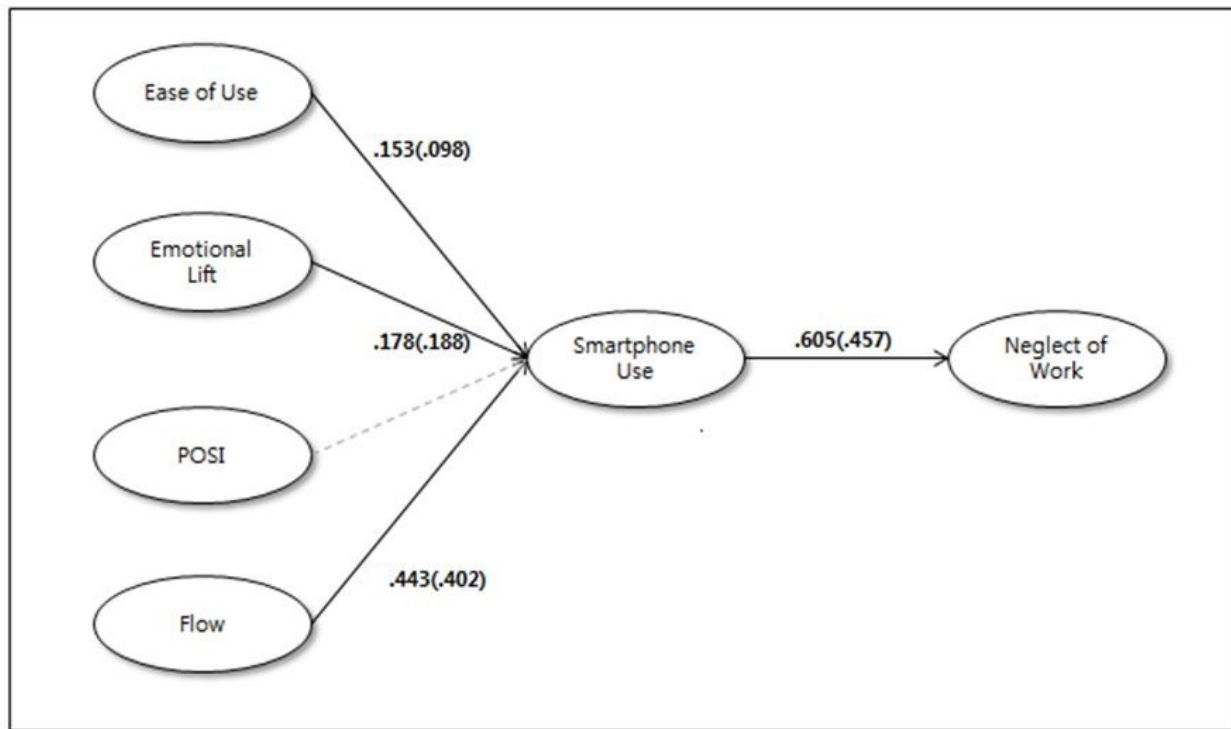 Ease of Use
.153(.098)
Emotional
Lift
.178(.188)
Smartphone
Use
.605(.457)
Neglect of
Work
POSI
.443(.402)
Flow